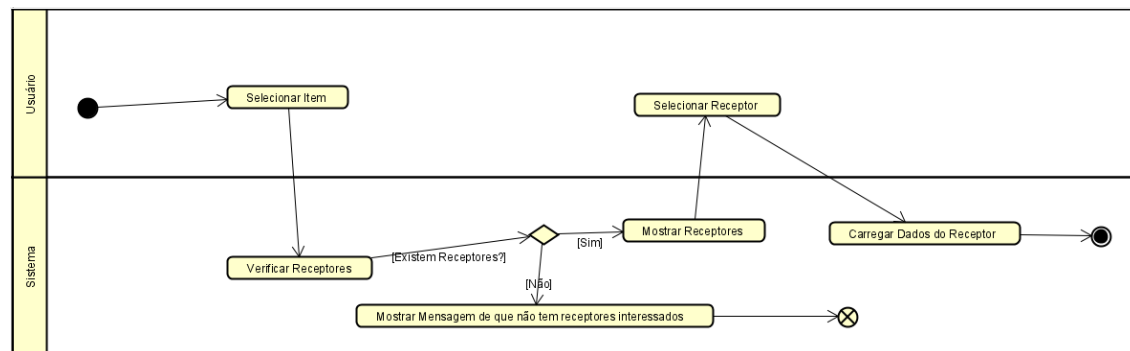 Usuário
Selecionar Item
Selecionar Receptor
Sistema
Verificar Receptores
[Existem Receptores?]
[Sim]
Mostrar Receptores
Carregar Dados do Receptor
[Não]
Mostrar Mensagem de que não tem receptores interessados